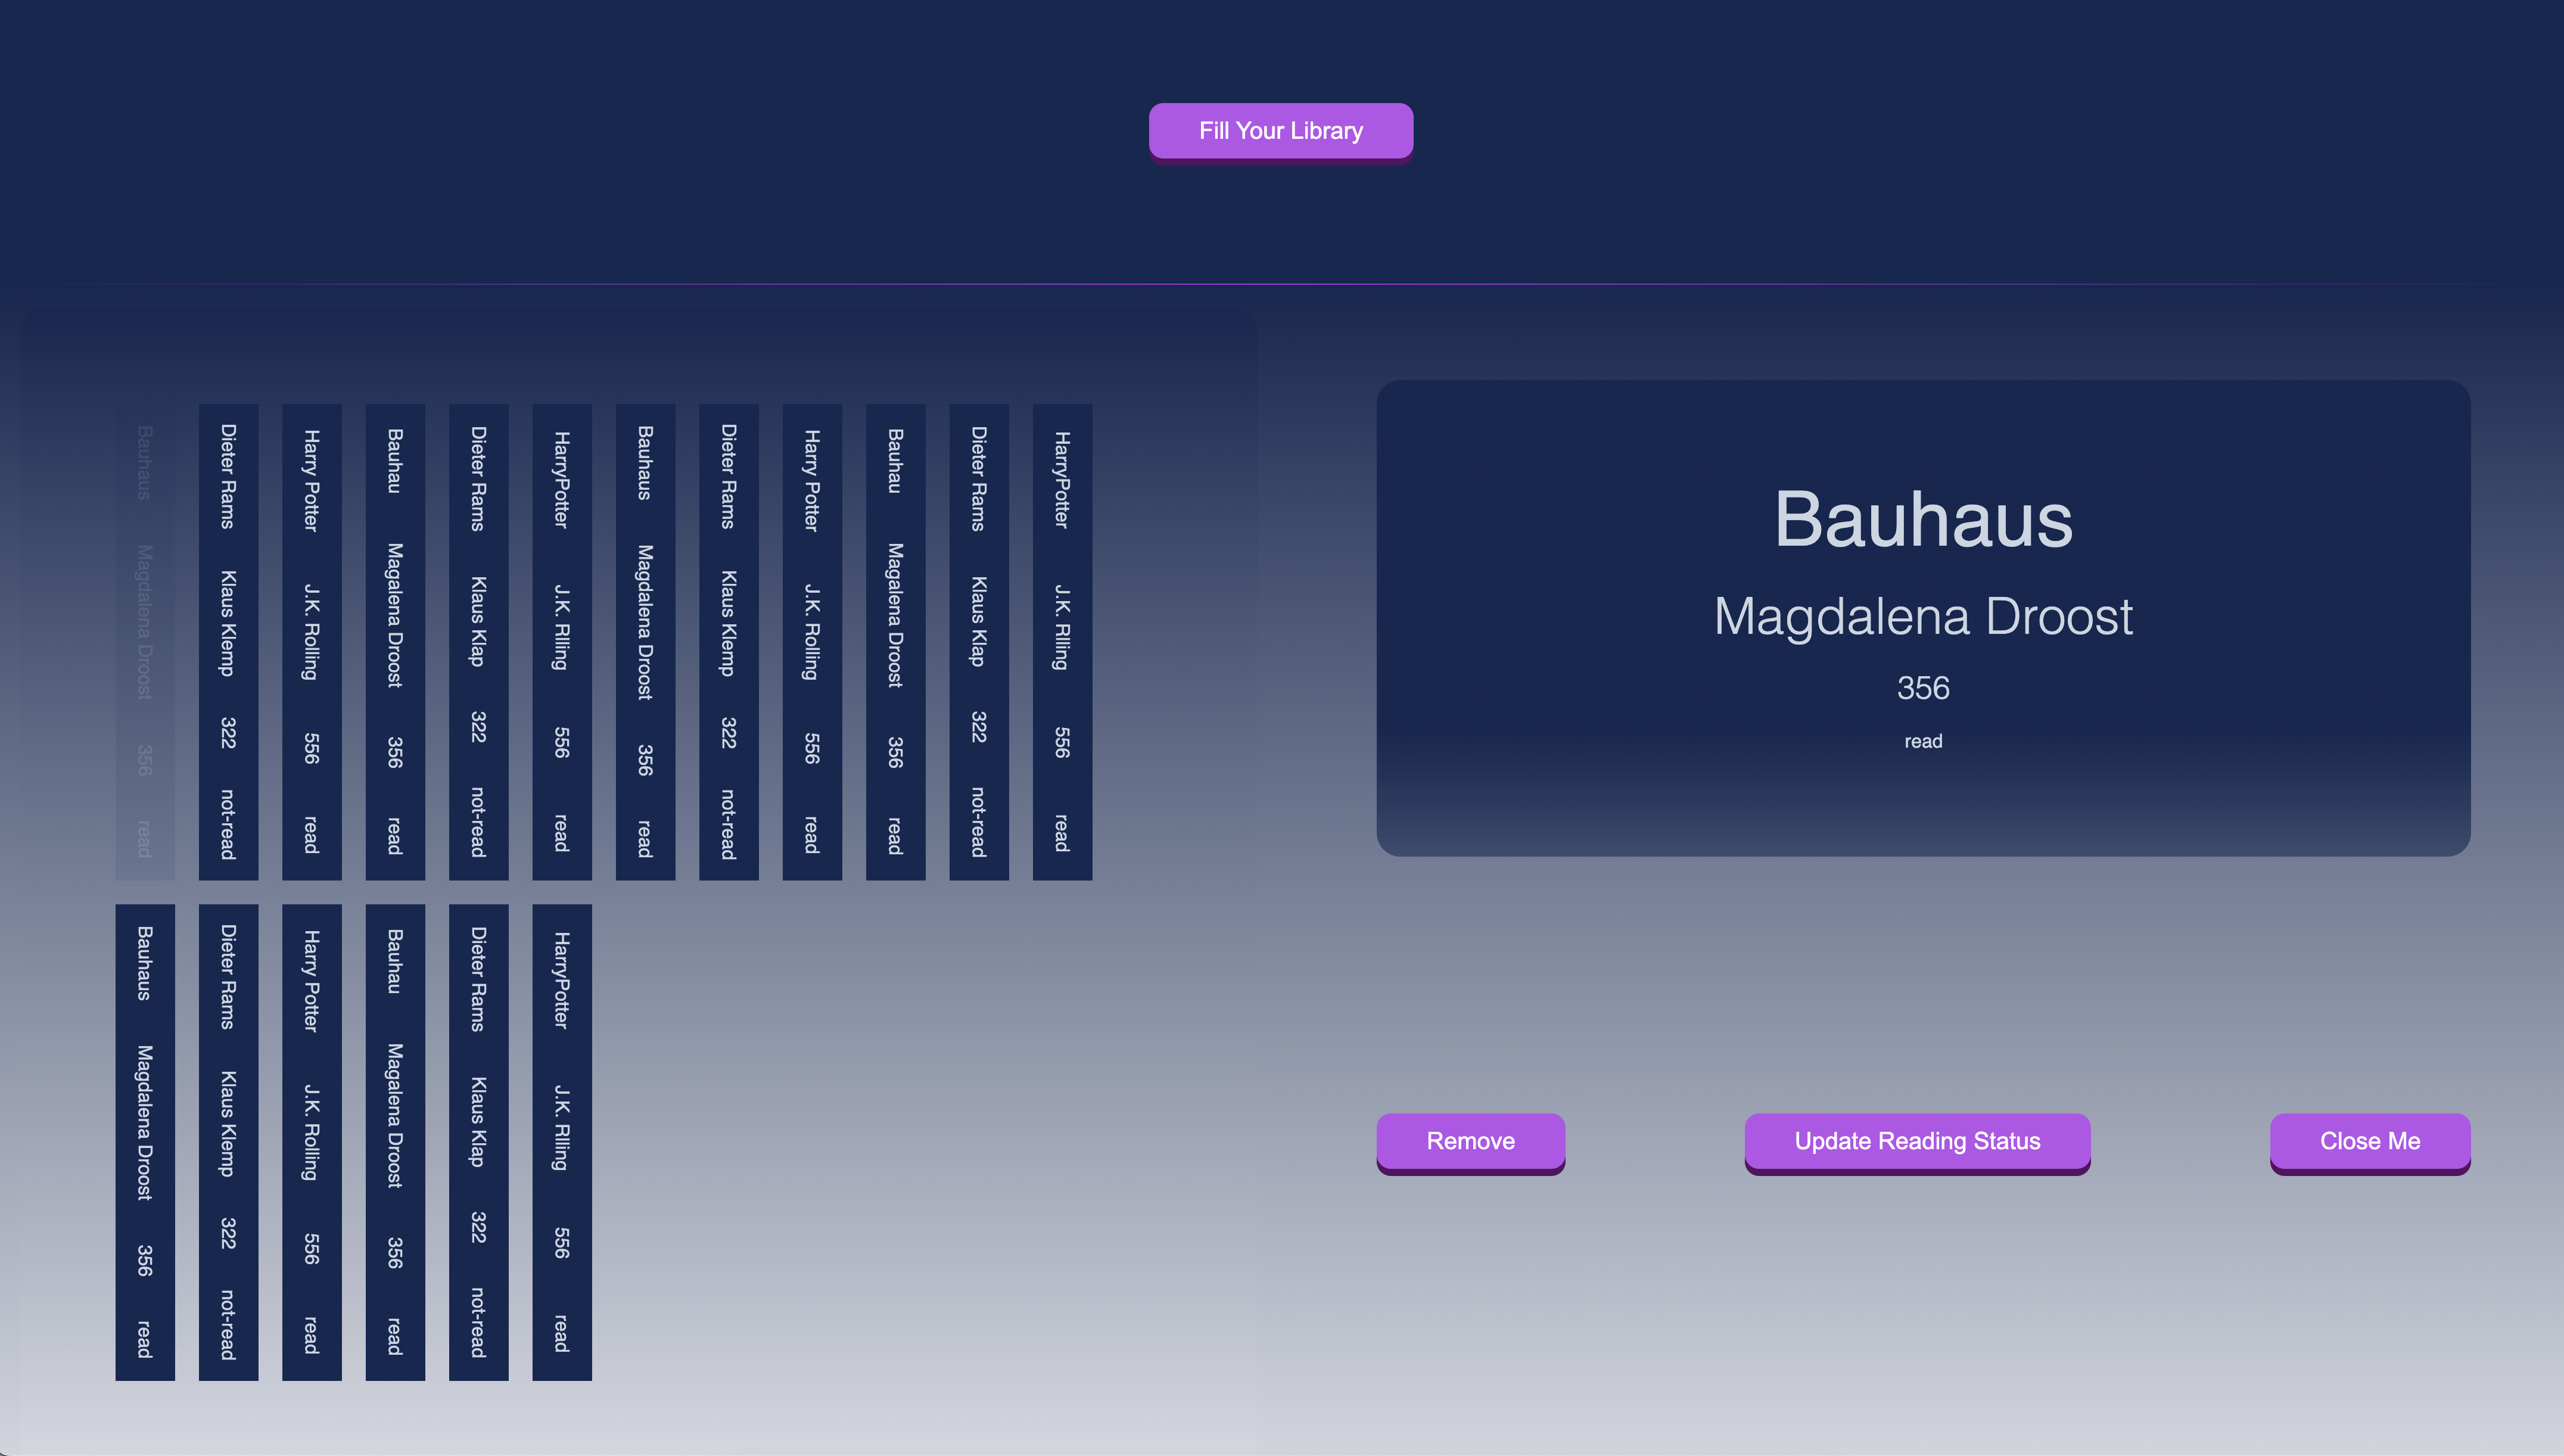 Fill Your Library
Bauhaus Magdalena Droost 356 read
Dieter Rams Klaus Klemp 322 not-read
Harry Potter J.K. Rolling 556 read
Bauhau Magalena Droost 356 read
Dieter Rams Klaus Klap 322 not-read
HarryPotter J.K. Rlling 556 read
Bauhaus Magdalena Droost 356 read
Dieter Rams Klaus Klemp 322 not-read
Harry Potter J.K. Rolling 556 read
Bauhau Magalena Droost 356 read
Dieter Rams Klaus Klap 322 not-read
HarryPotter J.K. Rlling 556 read
Bauhaus Magdalena Droost 356 read
Dieter Rams Klaus Klemp 322 not-read
Harry Potter J.K. Rolling 556 read
Bauhau Magalena Droost 356 read
Dieter Rams Klaus Klap 322 not-read
HarryPotter J.K. Rlling 556 read
Bauhaus
Magdalena Droost
356
read
Remove
Update Reading Status
Close Me